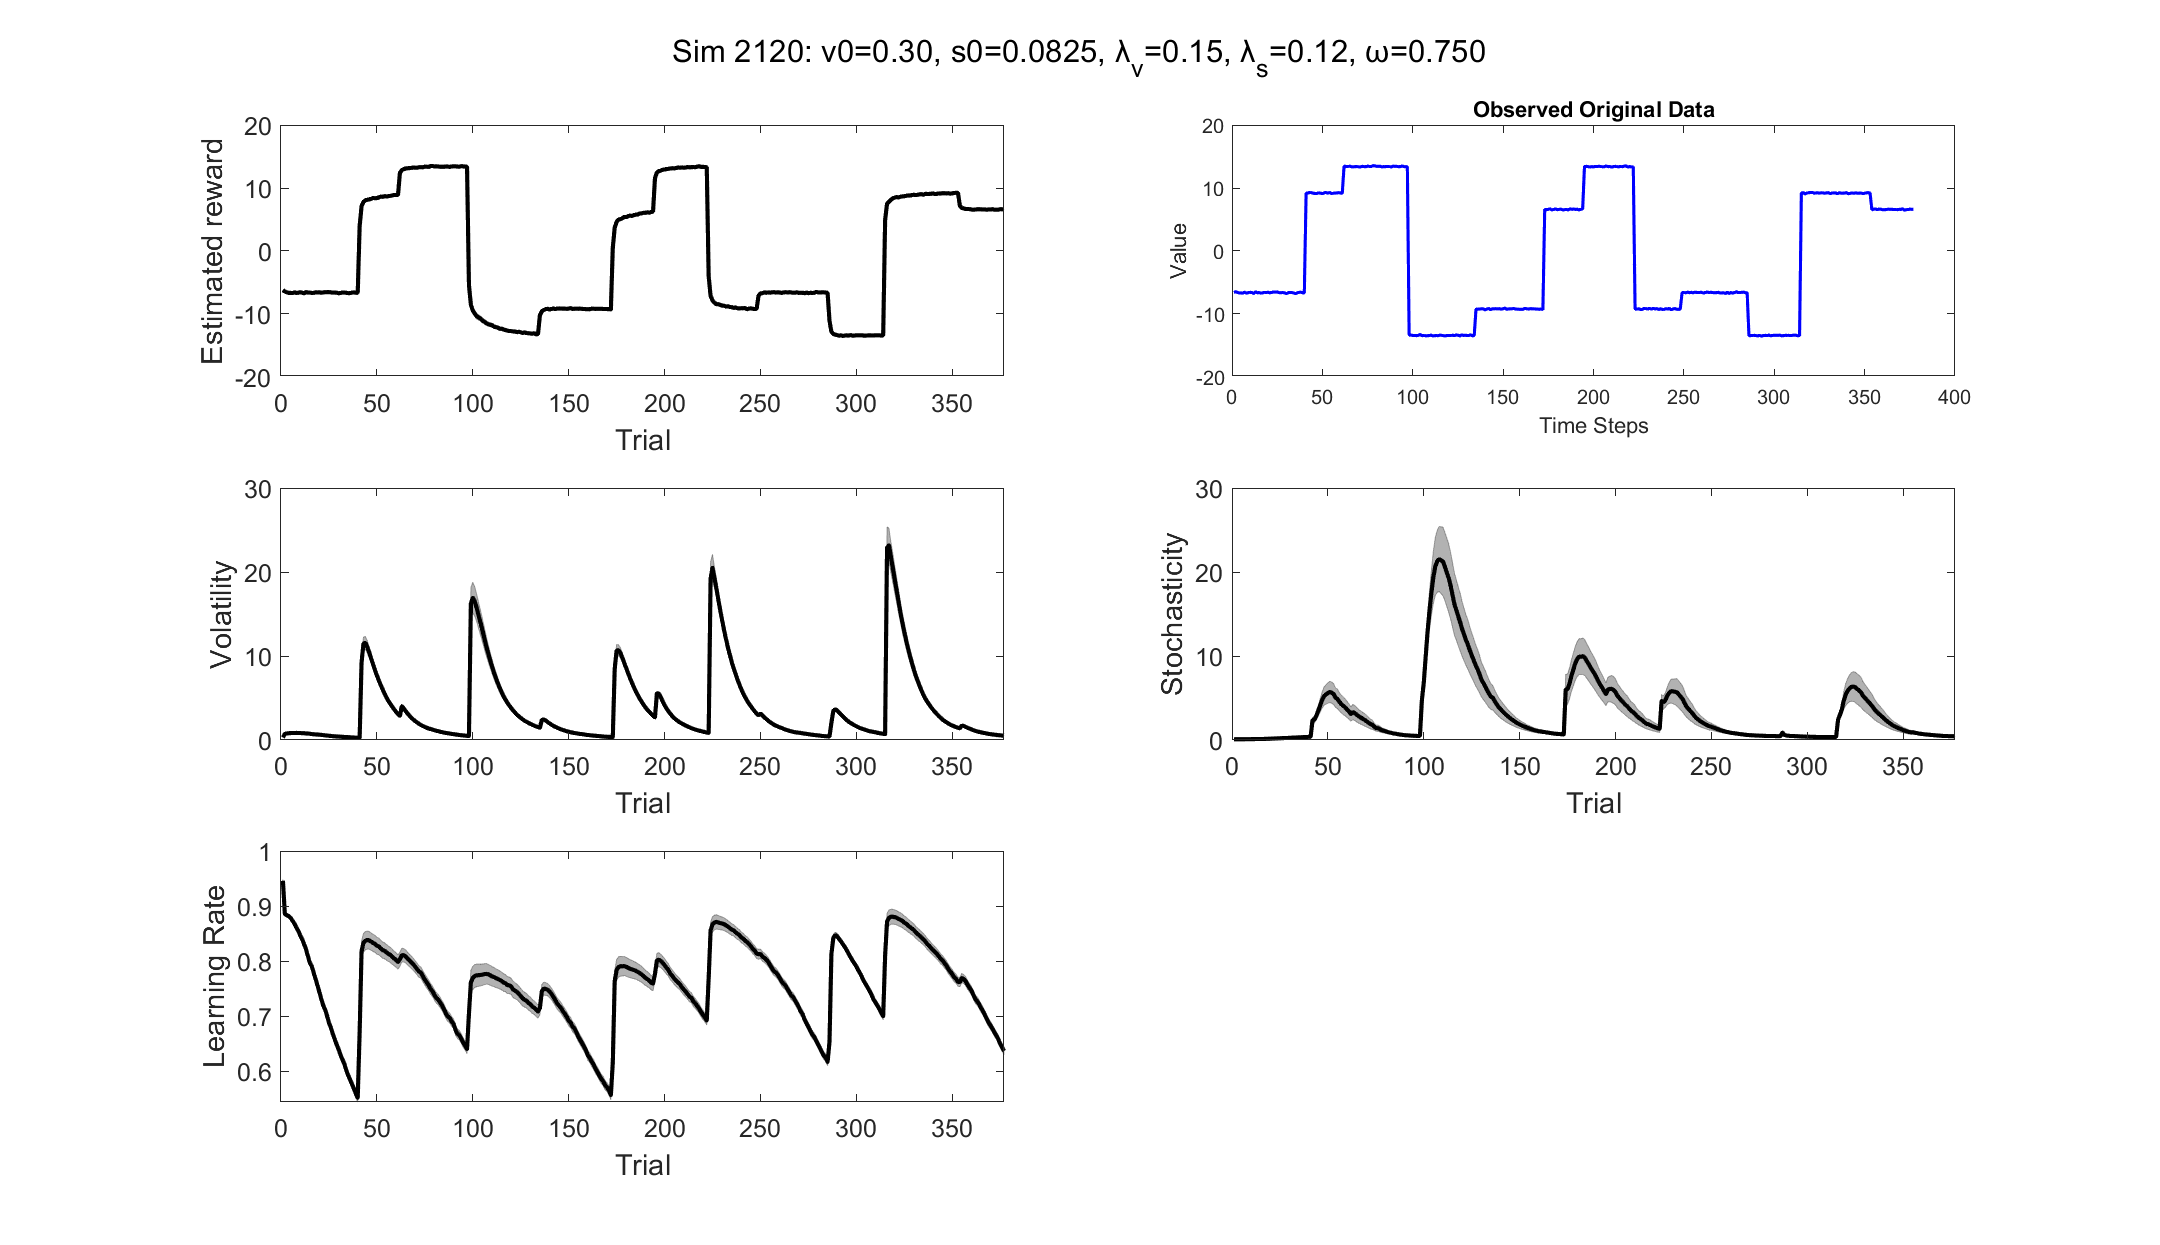 Sim 2120: v0=0.30, s0=0.0825, λv=0.15, λs=0.12, ω=0.750
Estimated reward
20
10
0
-10
-20
0 50 100 150 200 250 300 350
Trial
Observed Original Data
Value
20
10
0
-10
-20
0 50 100 150 200 250 300 350 400
Time Steps
Volatility
30
20
10
0
0 50 100 150 200 250 300 350
Trial
Stochasticity
30
20
10
0
0 50 100 150 200 250 300 350
Trial
Learning Rate
1
0.9
0.8
0.7
0.6
0 50 100 150 200 250 300 350
Trial